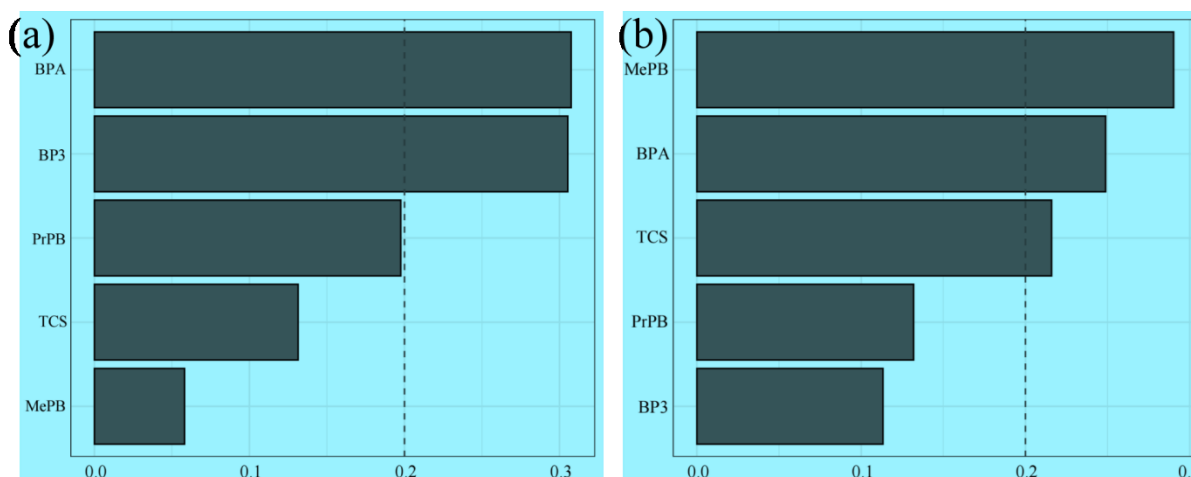 (a)
BPA
BP3
PrPB
TCS
MePB
0.0 0.1 0.2 0.3
(b)
MePB
BPA
TCS
PrPB
BP3
0.0 0.1 0.2